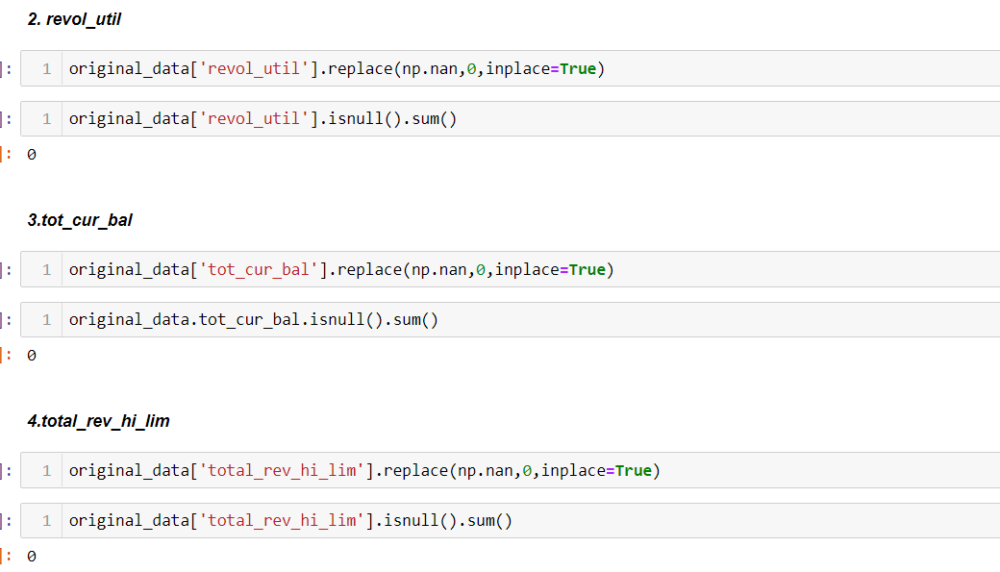 2. revol_util
]: 1 original_data['revol_util'].replace(np.nan,0,inplace=True)
]: 1 original_data['revol_util'].isnull().sum()
]: 0
3.tot_cur_bal
]: 1 original_data['tot_cur_bal'].replace(np.nan,0,inplace=True)
]: 1 original_data.tot_cur_bal.isnull().sum()
]: 0
4.total_rev_hi_lim
]: 1 original_data['total_rev_hi_lim'].replace(np.nan,0,inplace=True)
]: 1 original_data['total_rev_hi_lim'].isnull().sum()
]: 0